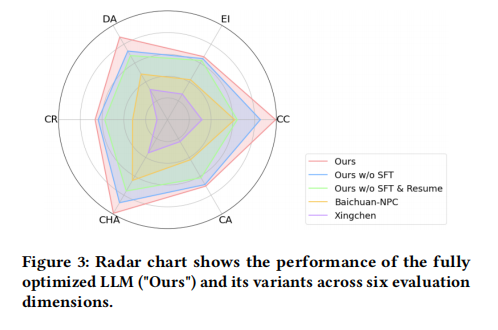 DA
EI
CR
CC
CHA
CA
Ours
Ours w/o SFT
Ours w/o SFT & Resume
Baichuan-NPC
Xingchen
Figure 3: Radar chart shows the performance of the fully
optimized LLM ("Ours") and its variants across six evaluation
dimensions.